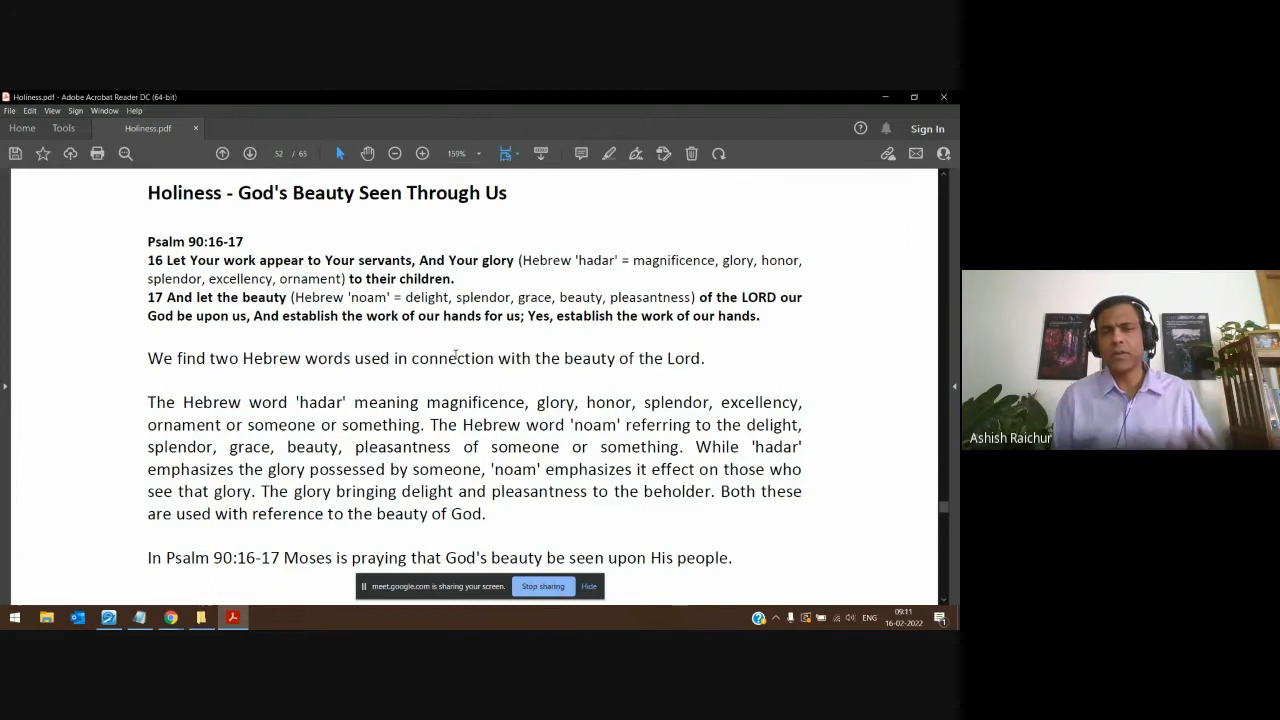 Holiness.pdf - Adobe Acrobat Reader DC (64-bit)
File Edit View Sign Window Help
Home Tools Holiness.pdf × Sign In
52 / 65 159%
Holiness - God's Beauty Seen Through Us
Psalm 90:16-17
16 Let Your work appear to Your servants, And Your glory (Hebrew 'hadar' = magnificence, glory, honor,
splendor, excellency, ornament) to their children.
17 And let the beauty (Hebrew 'noam' = delight, splendor, grace, beauty, pleasantness) of the LORD our
God be upon us, And establish the work of our hands for us; Yes, establish the work of our hands.
We find two Hebrew words used in connection with the beauty of the Lord.
The Hebrew word 'hadar' meaning magnificence, glory, honor, splendor, excellency,
ornament or someone or something. The Hebrew word 'noam' referring to the delight,
splendor, grace, beauty, pleasantness of someone or something. While 'hadar'
emphasizes the glory possessed by someone, 'noam' emphasizes it effect on those who
see that glory. The glory bringing delight and pleasantness to the beholder. Both these
are used with reference to the beauty of God.
In Psalm 90:16-17 Moses is praying that God's beauty be seen upon His people.
meet.google.com is sharing your screen. Stop sharing Hide
ENG 09:11
16-02-2022
Ashish Raichur